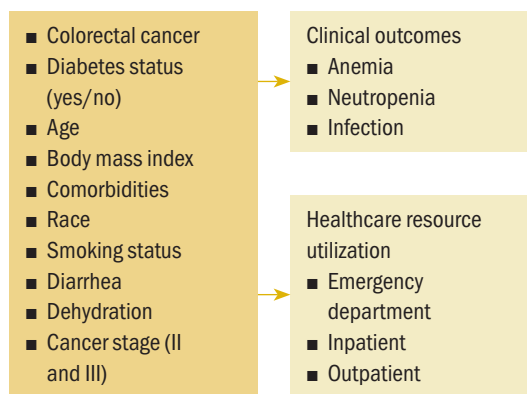 ■ Colorectal cancer
■ Diabetes status
(yes/no)
■ Age
■ Body mass index
■ Comorbidities
■ Race
■ Smoking status
■ Diarrhea
■ Dehydration
■ Cancer stage (II
and III)
Clinical outcomes
■ Anemia
■ Neutropenia
■ Infection
Healthcare resource
utilization
■ Emergency
department
■ Inpatient
■ Outpatient